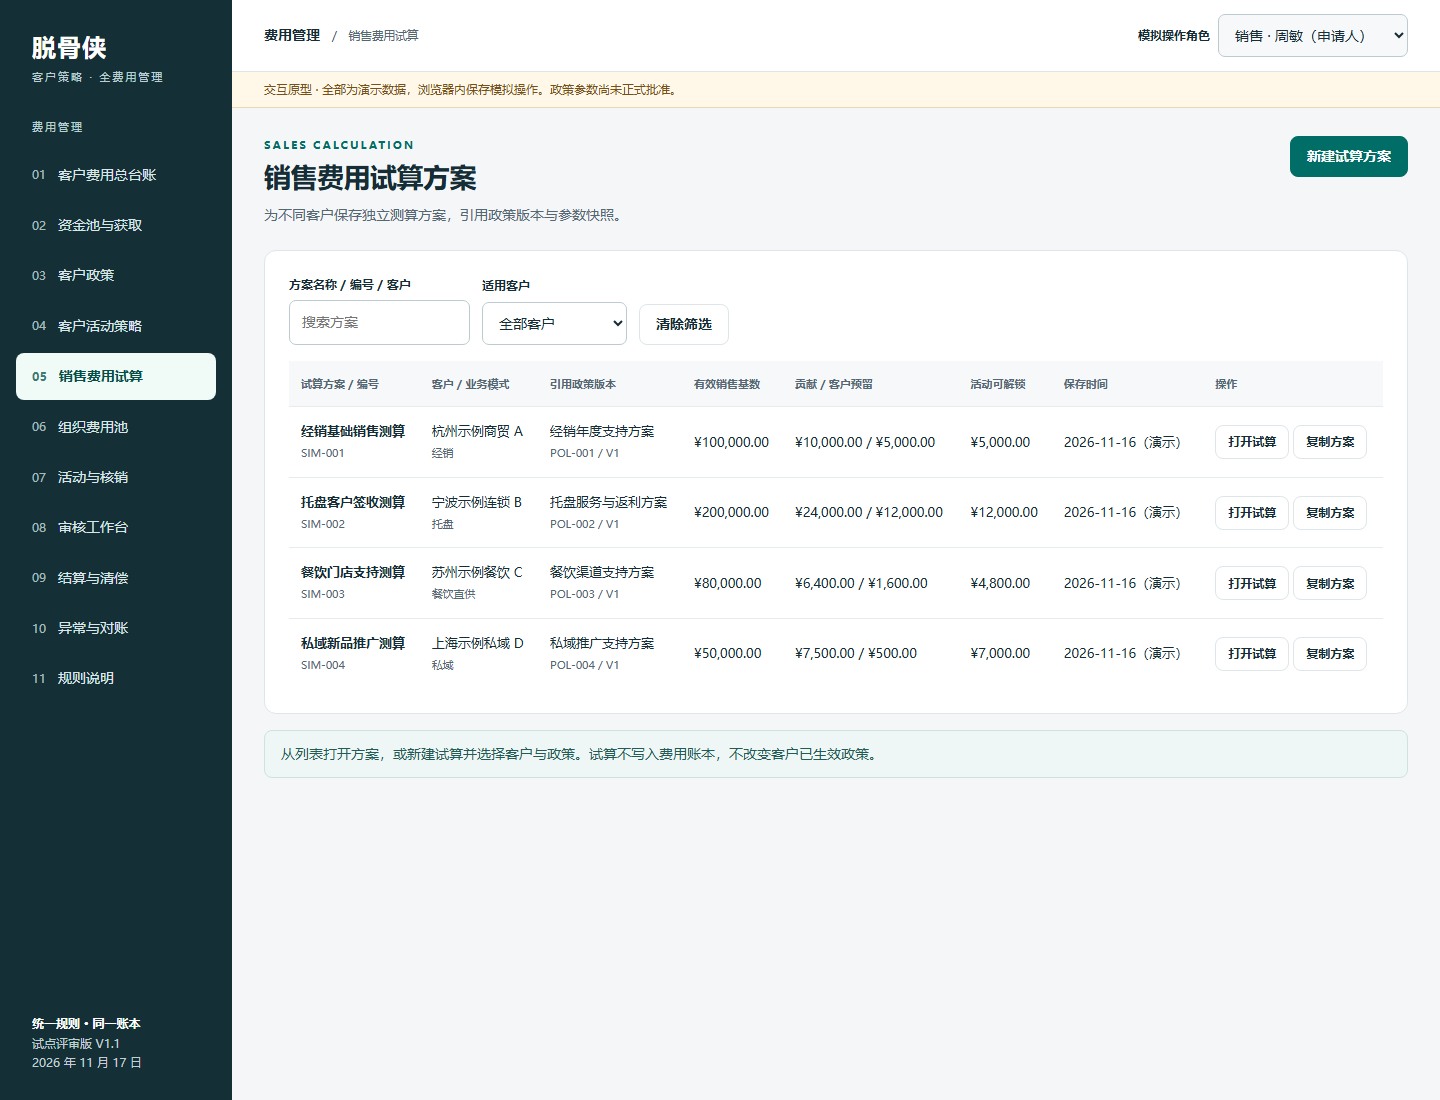 脱骨侠
客户策略 · 全费用管理
费用管理
01 客户费用总台账
02 资金池与获取
03 客户政策
04 客户活动策略
05 销售费用试算
06 组织费用池
07 活动与核销
08 审核工作台
09 结算与清偿
10 异常与对账
11 规则说明
统一规则 • 同一账本
试点评审版 V1.1
2026 年 11 月 17 日
费用管理 / 销售费用试算
模拟操作角色 销售 · 周敏（申请人）
交互原型 · 全部为演示数据，浏览器内保存模拟操作。政策参数尚未正式批准。
SALES CALCULATION
销售费用试算方案
为不同客户保存独立测算方案，引用政策版本与参数快照。
新建试算方案
方案名称 / 编号 / 客户 适用客户
搜索方案 全部客户 清除筛选
试算方案 / 编号 客户 / 业务模式 引用政策版本 有效销售基数 贡献 / 客户预留 活动可解锁 保存时间 操作
经销基础销售测算 杭州示例商贸 A 经销年度支持方案 ¥100,000.00 ¥10,000.00 / ¥5,000.00 ¥5,000.00 2026-11-16（演示） 打开试算 复制方案
SIM-001 经销 POL-001 / V1
托盘客户签收测算 宁波示例连锁 B 托盘服务与返利方案 ¥200,000.00 ¥24,000.00 / ¥12,000.00 ¥12,000.00 2026-11-16（演示） 打开试算 复制方案
SIM-002 托盘 POL-002 / V1
餐饮门店支持测算 苏州示例餐饮 C 餐饮渠道支持方案 ¥80,000.00 ¥6,400.00 / ¥1,600.00 ¥4,800.00 2026-11-16（演示） 打开试算 复制方案
SIM-003 餐饮直供 POL-003 / V1
私域新品推广测算 上海示例私域 D 私域推广支持方案 ¥50,000.00 ¥7,500.00 / ¥500.00 ¥7,000.00 2026-11-16（演示） 打开试算 复制方案
SIM-004 私域 POL-004 / V1
从列表打开方案，或新建试算并选择客户与政策。试算不写入费用账本，不改变客户已生效政策。